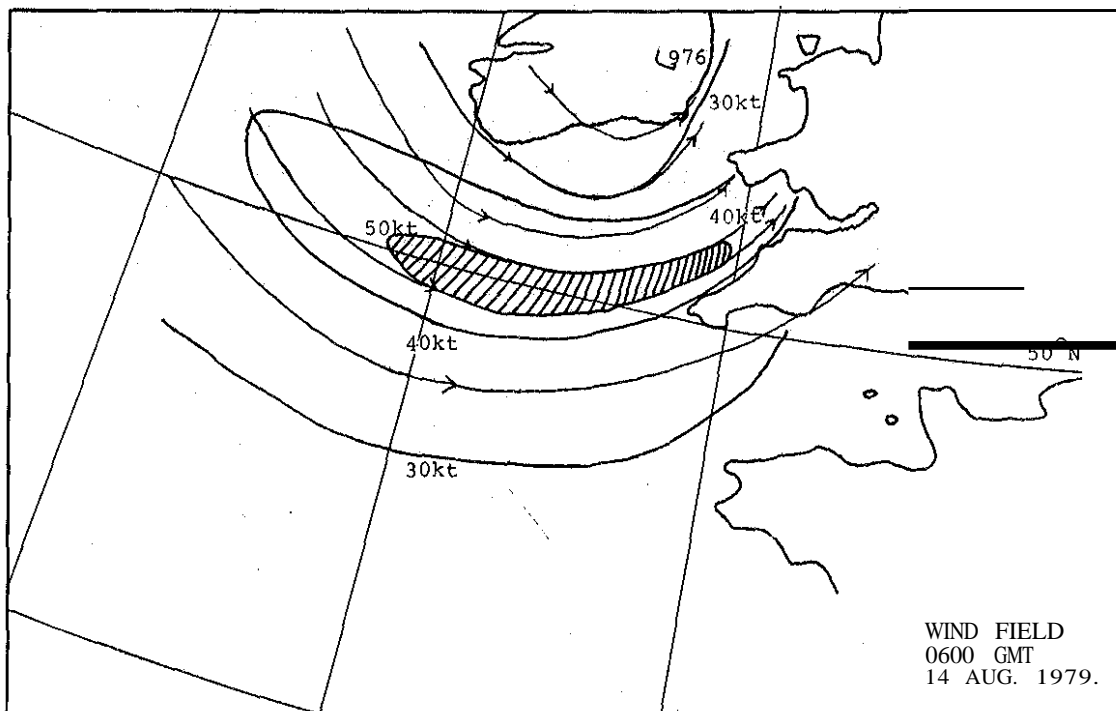 976
30kt
40kt
50kt
40kt
50°N
30kt
WIND FIELD
0600 GMT
14 AUG. 1979.